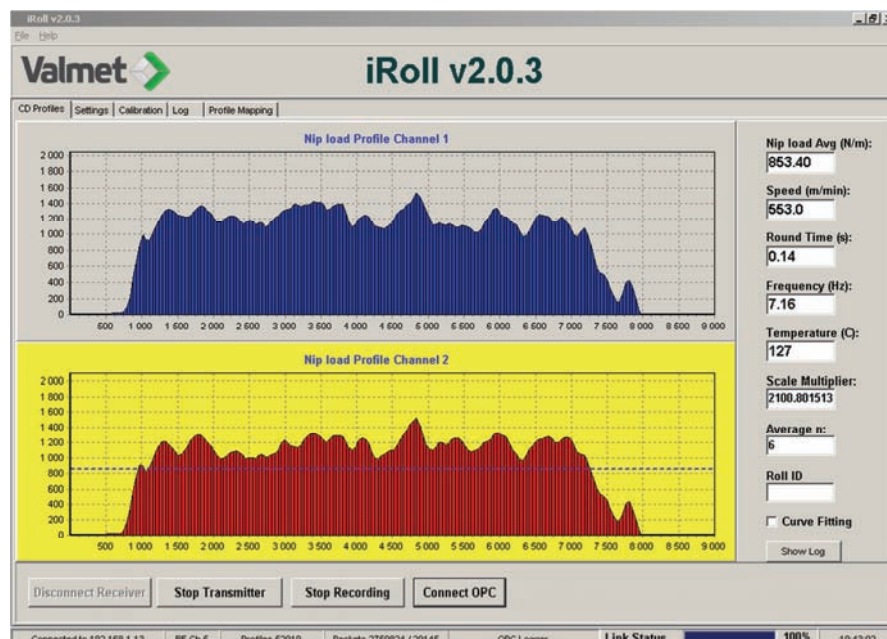 iRoll v2.0.3
File Help
Valmet
iRoll v2.0.3
CD Profiles Settings Calibration Log Profile Mapping
Nip load Profile Channel 1
2 000
1 800
1 600
1 400
1 200
1 000
800
600
400
200
0
500 1 000 1 500 2 000 2 500 3 000 3 500 4 000 4 500 5 000 5 500 6 000 6 500 7 000 7 500 8 000 8 500 9 000
Nip load Profile Channel 2
2 000
1 800
1 600
1 400
1 200
1 000
800
600
400
200
0
500 1 000 1 500 2 000 2 500 3 000 3 500 4 000 4 500 5 000 5 500 6 000 6 500 7 000 7 500 8 000 8 500 9 000
Nip load Avg (N/m):
853.40
Speed (m/min):
553.0
Round Time (s):
0.14
Frequency (Hz):
7.16
Temperature (C):
127
Scale Multiplier:
2100.801513
Average n:
6
Roll ID
Curve Fitting
Show Log
Disconnect Receiver Stop Transmitter Stop Recording Connect OPC
Link Status 100%